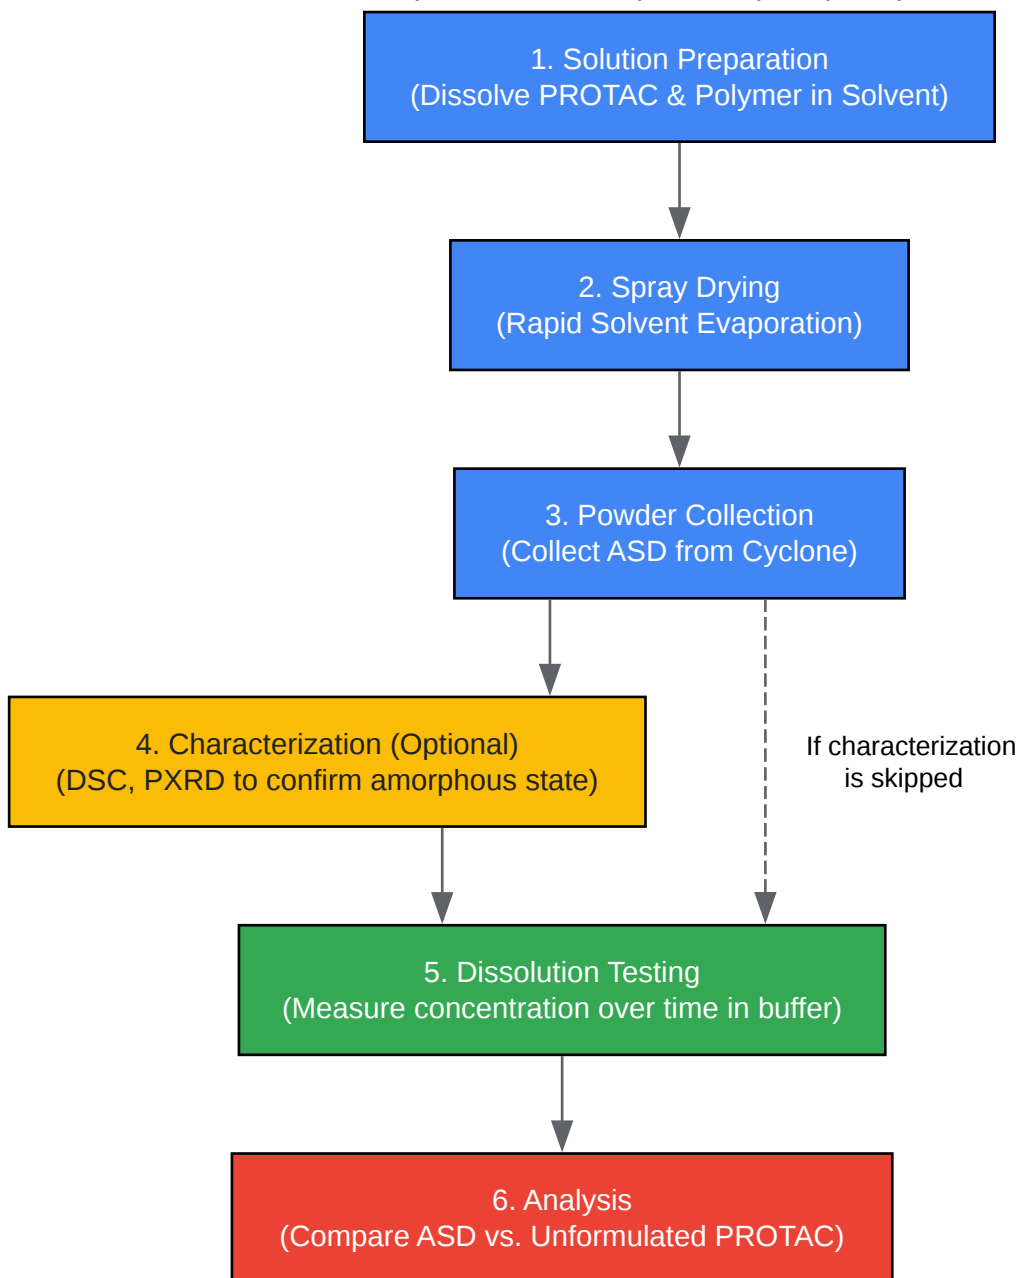 1. Solution Preparation
(Dissolve PROTAC & Polymer in Solvent)
2. Spray Drying
(Rapid Solvent Evaporation)
3. Powder Collection
(Collect ASD from Cyclone)
4. Characterization (Optional)
(DSC, PXRD to confirm amorphous state)
If characterization
is skipped
5. Dissolution Testing
(Measure concentration over time in buffer)
6. Analysis
(Compare ASD vs. Unformulated PROTAC)